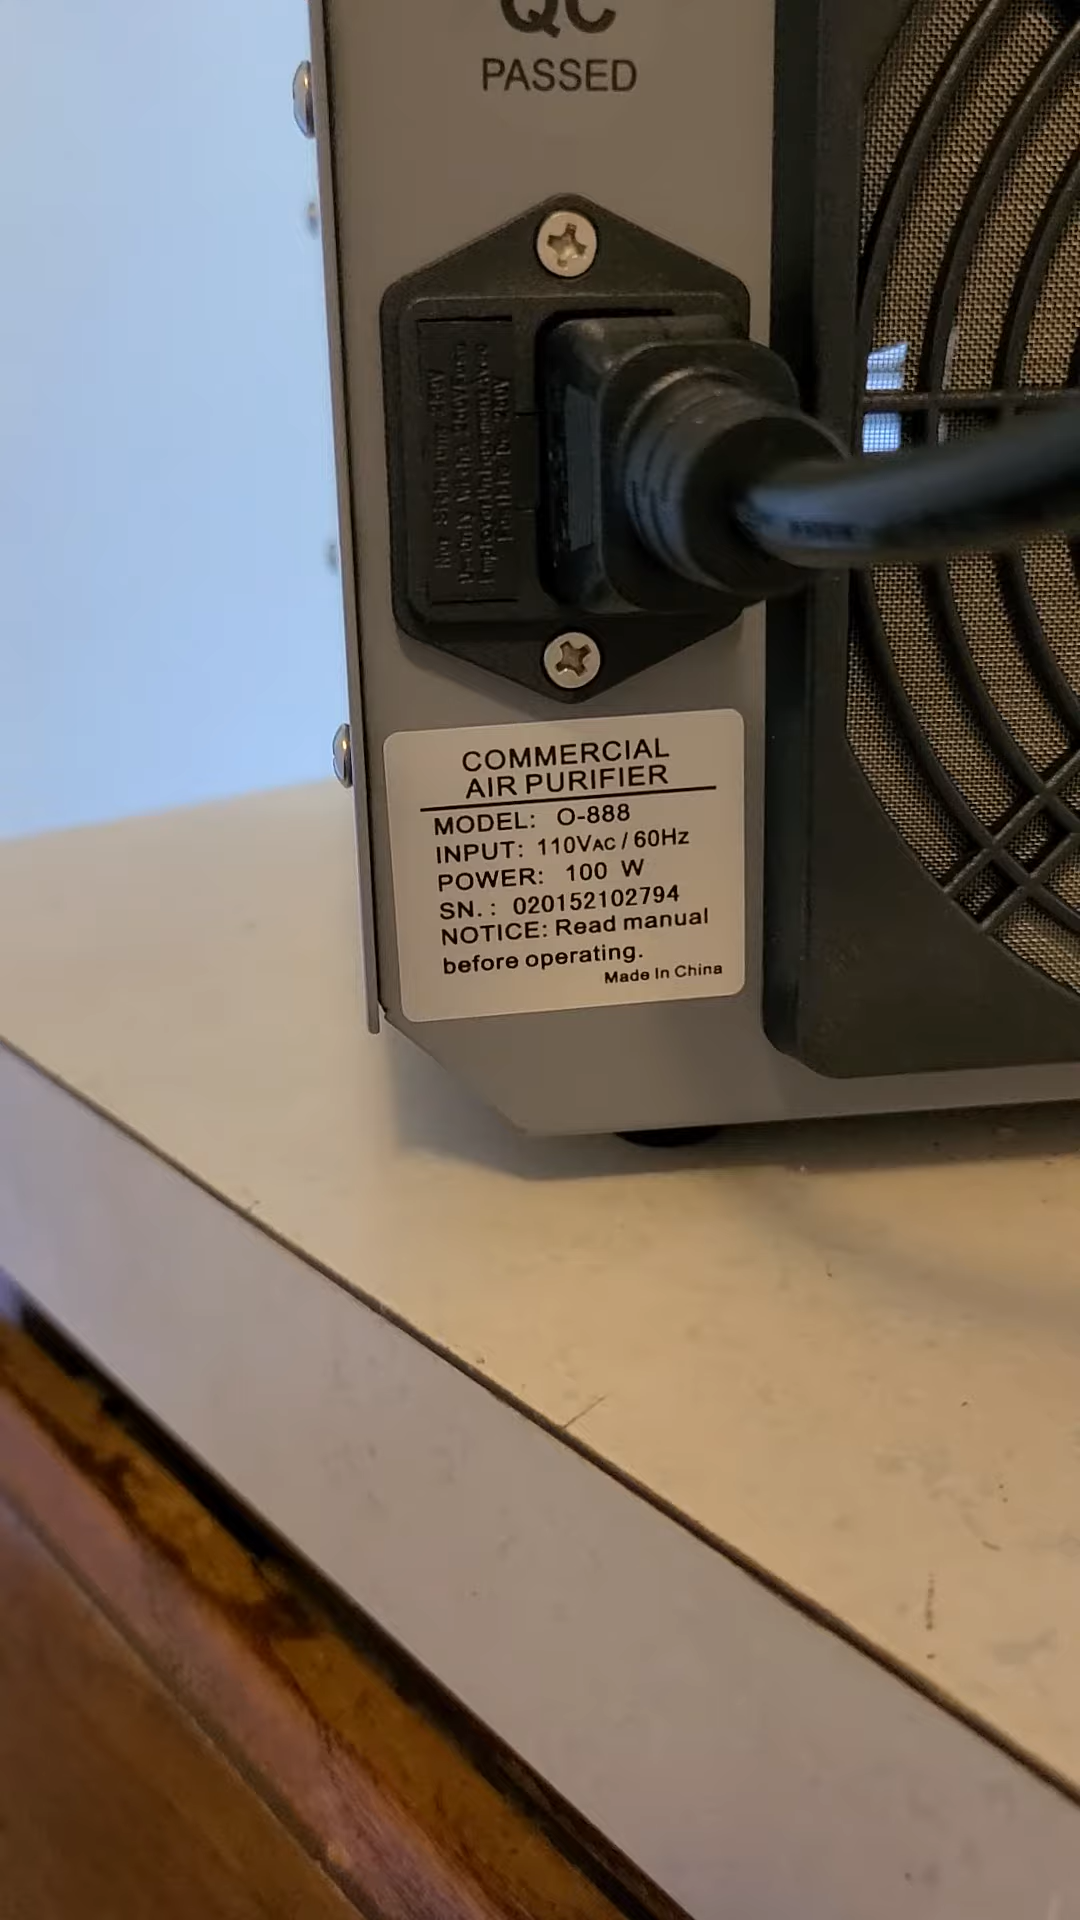 QC
PASSED
COMMERCIAL
AIR PURIFIER
MODEL: O-888
INPUT: 110VAC / 60Hz
POWER: 100 W
SN. : 020152102794
NOTICE: Read manual
before operating.
Made In China